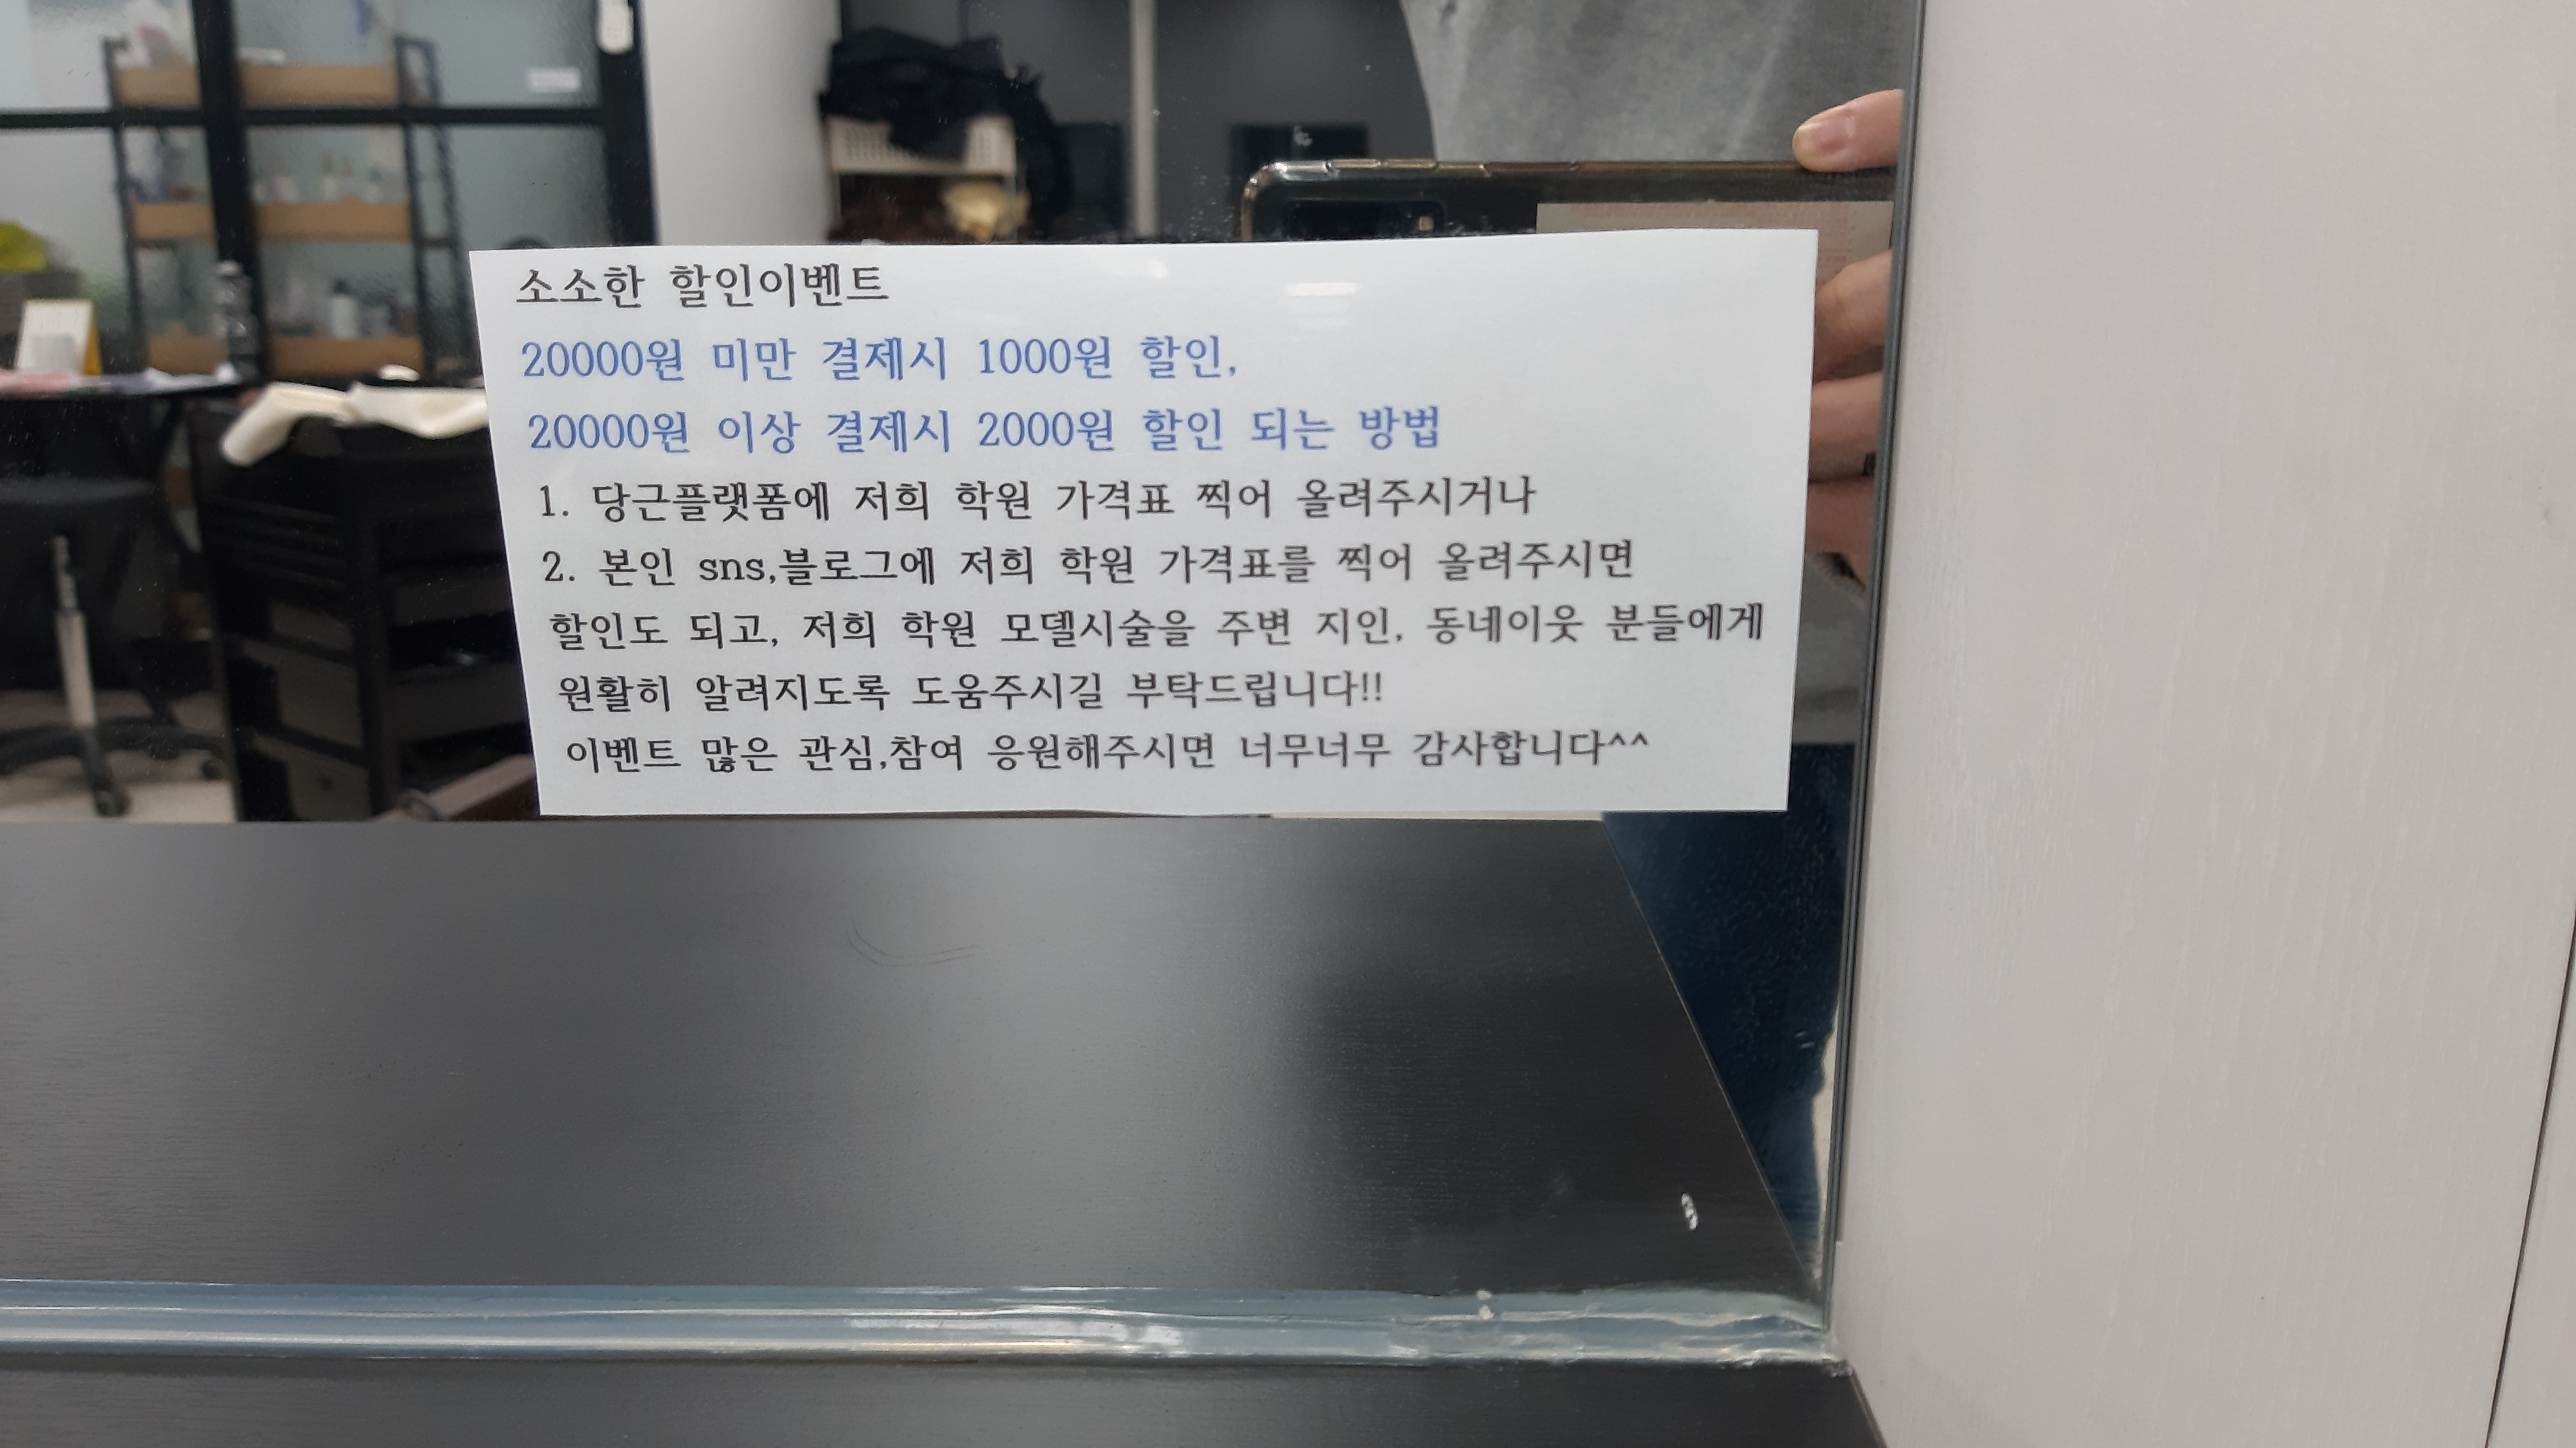 소소한 할인이벤트
20000원 미만 결제시 1000원 할인,
20000원 이상 결제시 2000원 할인 되는 방법
1. 당근플랫폼에 저희 학원 가격표 찍어 올려주시거나
2. 본인 sns,블로그에 저희 학원 가격표를 찍어 올려주시면
할인도 되고, 저희 학원 모델시술을 주변 지인, 동네이웃 분들에게
원활히 알려지도록 도움주시길 부탁드립니다!!
이벤트 많은 관심,참여 응원해주시면 너무너무 감사합니다^^